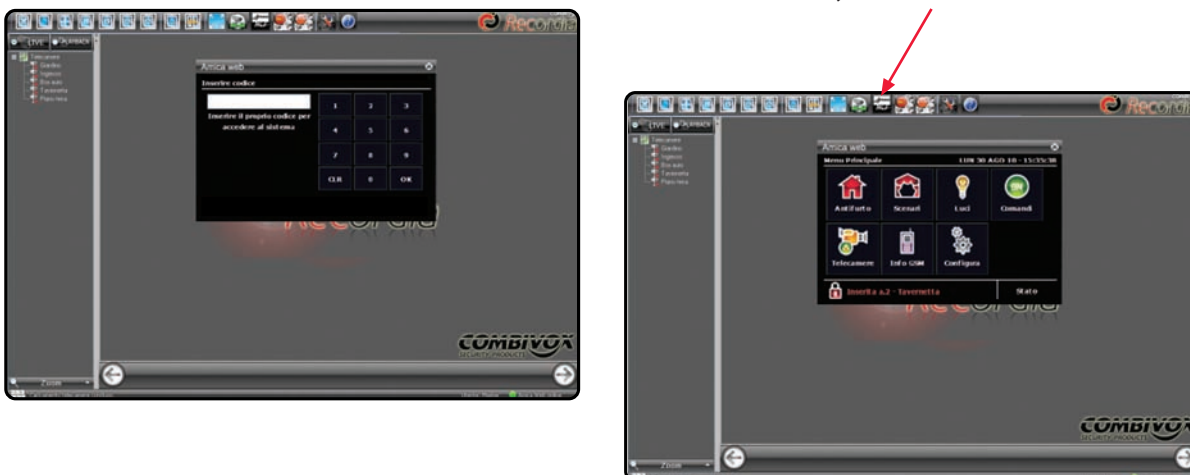 Recordia
LIVE PLAYBACK
Telecamere
Giardino
Ingresso
Box auto
Tavernetta
Piano terra
Amica web
Inserire codice
Inserire il proprio codice per
accedere al sistema
1 2 3
4 5 6
7 8 9
CLR 0 OK
COMBIVOX
SECURITY PRODUCTS
Zoom
Recordia
LIVE PLAYBACK
Telecamere
Giardino
Ingresso
Box auto
Tavernetta
Piano terra
Amica web
Menu Principale LUN 30 AGO 10 - 15:35:38
Antifurto Scenari Luci Comandi
Telecamere Info GSM Configura
Inserita a.2 - Tavernetta Stato
COMBIVOX
SECURITY PRODUCTS
Zoom